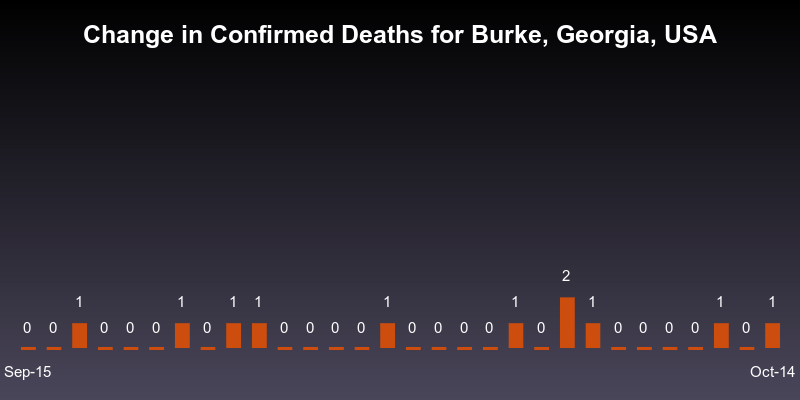 Change in Confirmed Deaths for Burke, Georgia, USA
2
1 1 1 1 1 1 1 1 1
0 0 0 0 0 0 0 0 0 0 0 0 0 0 0 0 0 0 0 0
Sep-15 Oct-14